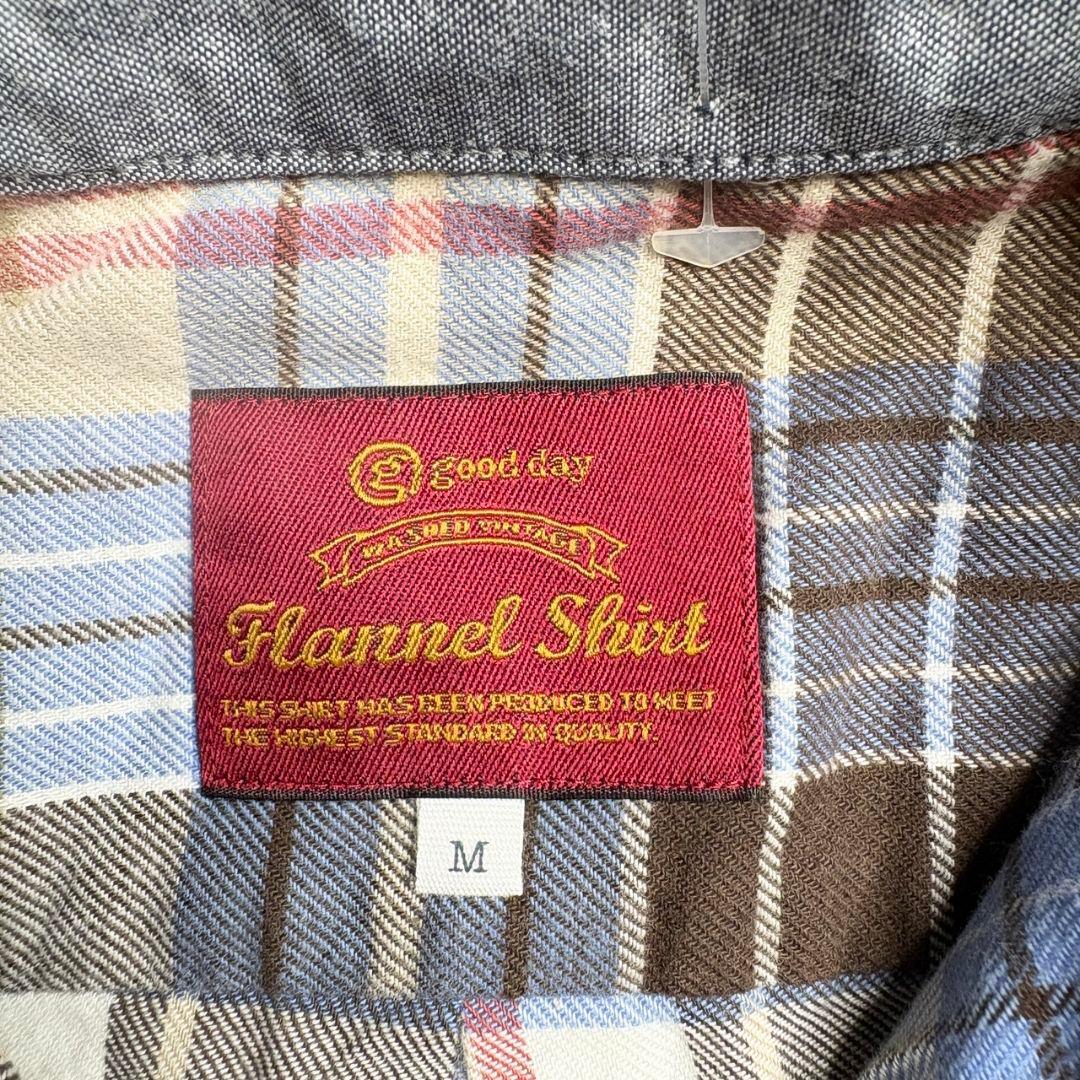 g good day
WASHED VINTAGE
Flannel Shirt
THIS SHIRT HAS BEEN PRODUCED TO MEET
THE HIGHEST STANDARD IN QUALITY.
M